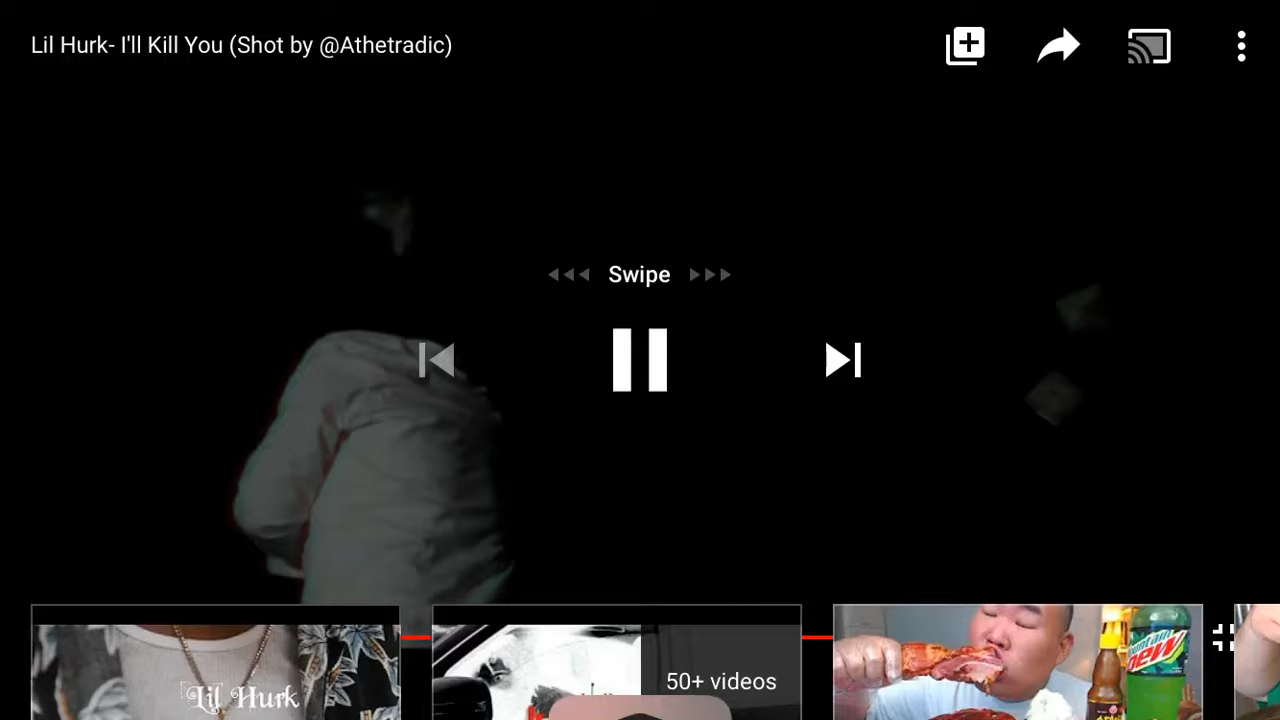 Lil Hurk- I'll Kill You (Shot by @Athetradic)
Swipe
Lil Hurk
50+ videos
Mountain
Dew